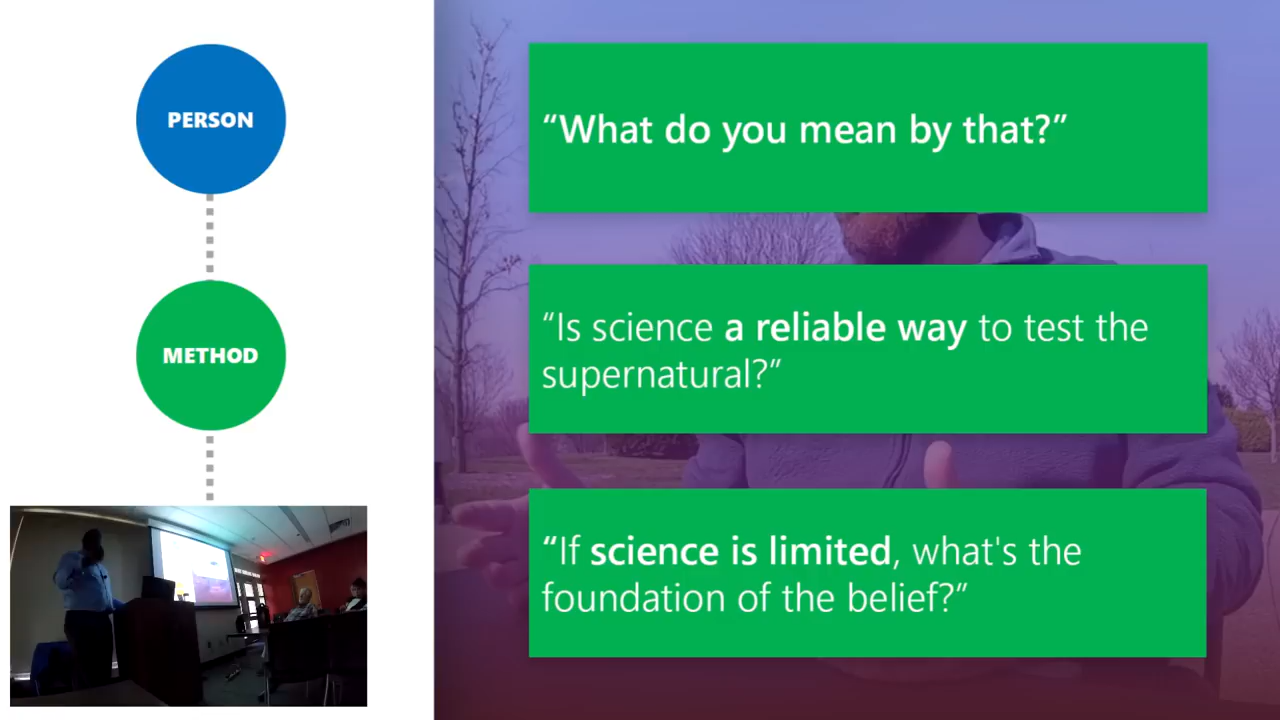 PERSON
METHOD
“What do you mean by that?”
“Is science a reliable way to test the
supernatural?”
“If science is limited, what's the
foundation of the belief?”